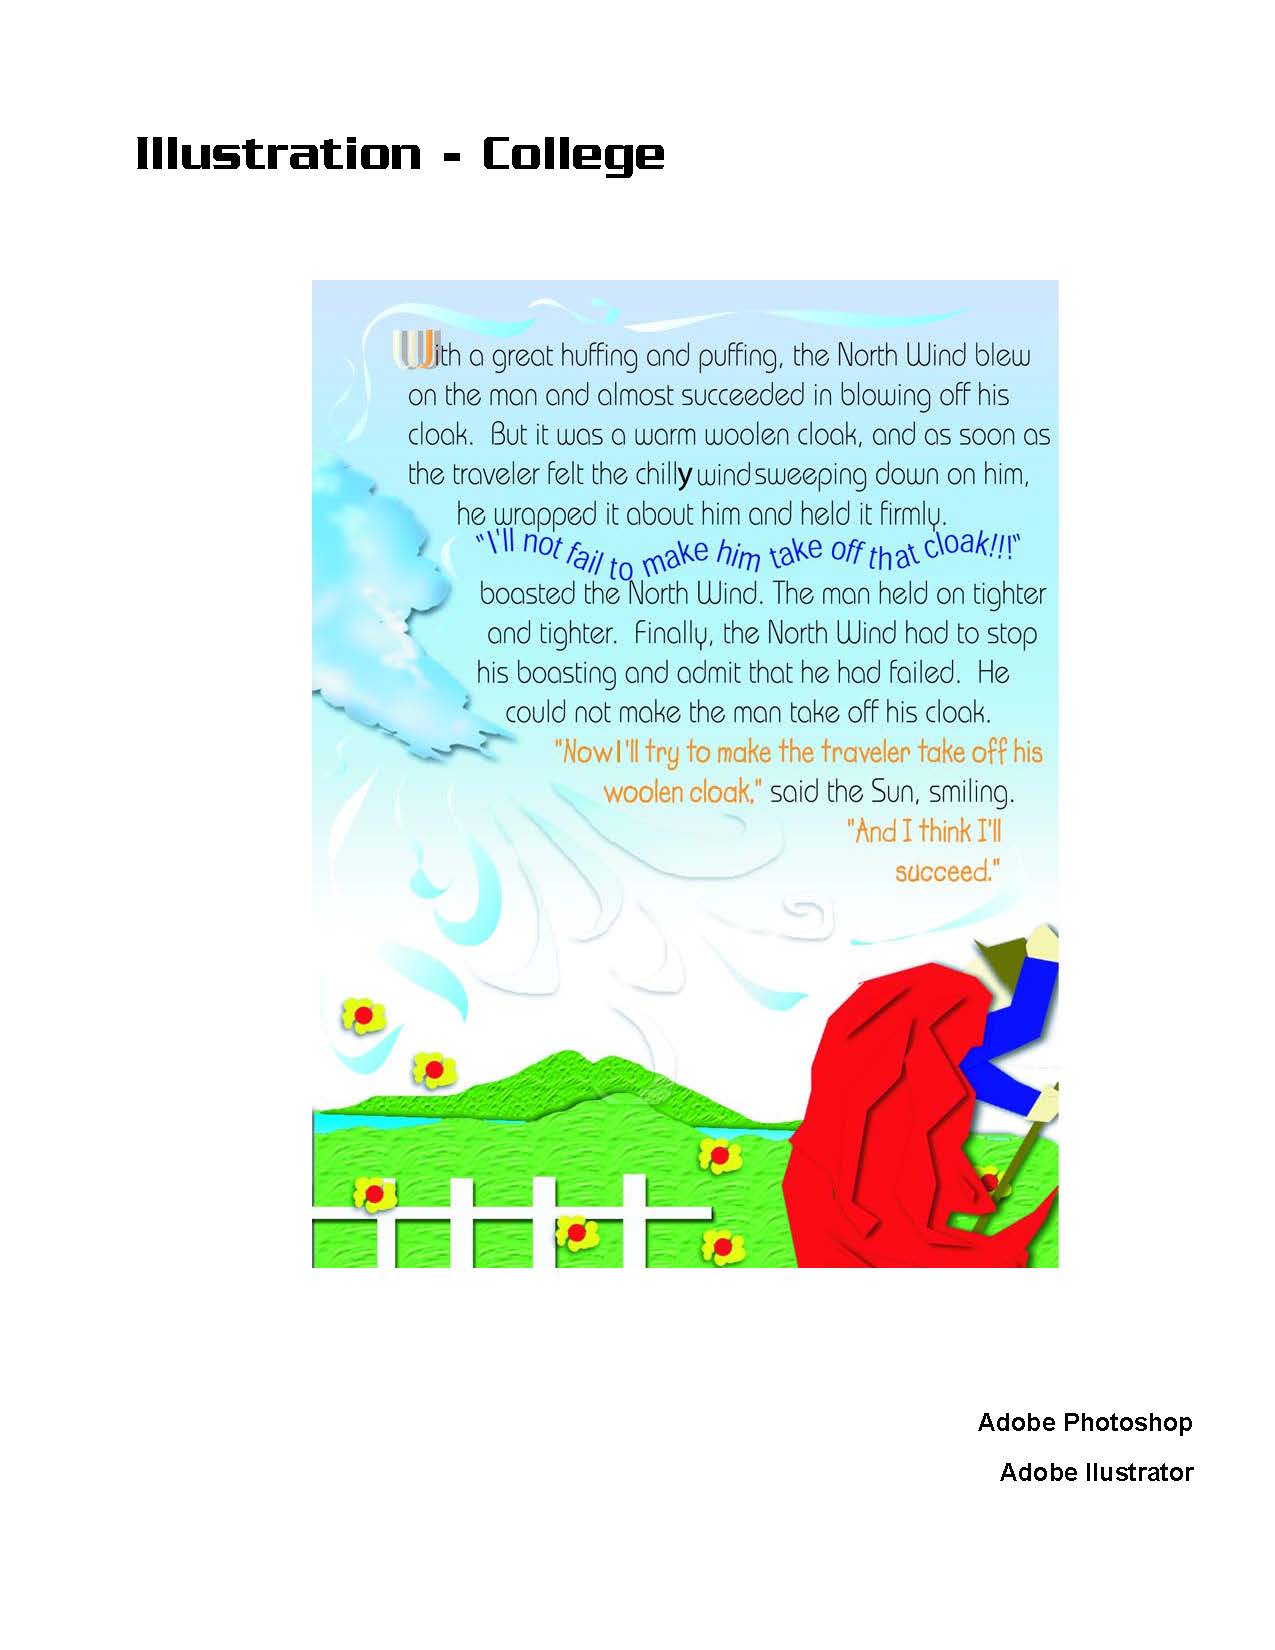 Illustration - College
With a great huffing and puffing, the North Wind blew
on the man and almost succeeded in blowing off his
cloak.  But it was a warm woolen cloak, and as soon as
the traveler felt the chilly wind sweeping down on him,
he wrapped it about him and held it firmly.
"I'll not fail to make him take off that cloak!!!"
boasted the North Wind. The man held on tighter
and tighter.  Finally, the North Wind had to stop
his boasting and admit that he had failed.  He
could not make the man take off his cloak.
"Now I'll try to make the traveler take off his
woolen cloak," said the Sun, smiling.
"And I think I'll
succeed."
Adobe Photoshop
Adobe Ilustrator